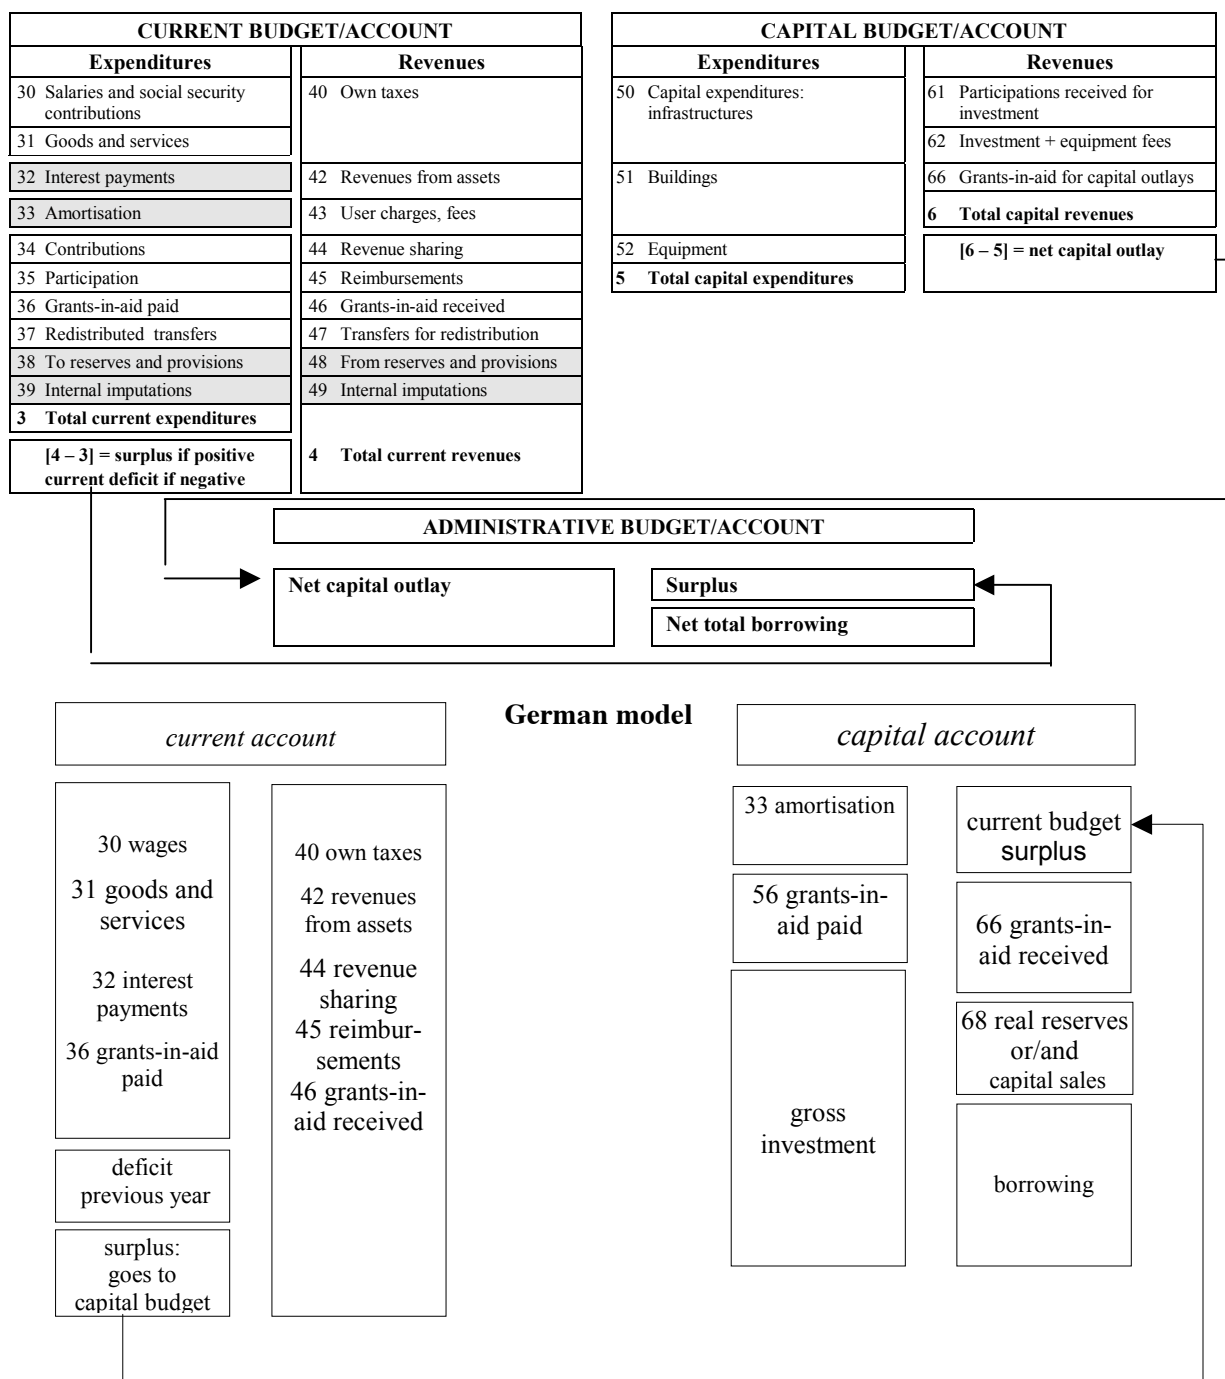 CURRENT BUDGET/ACCOUNT
Expenditures
Revenues
30 Salaries and social security
contributions
40 Own taxes
31 Goods and services
32 Interest payments
42 Revenues from assets
33 Amortisation
43 User charges, fees
34 Contributions
44 Revenue sharing
35 Participation
45 Reimbursements
36 Grants-in-aid paid
46 Grants-in-aid received
37 Redistributed transfers
47 Transfers for redistribution
38 To reserves and provisions
48 From reserves and provisions
39 Internal imputations
49 Internal imputations
3 Total current expenditures
[4 – 3] = surplus if positive
current deficit if negative
4 Total current revenues
CAPITAL BUDGET/ACCOUNT
Expenditures
Revenues
50 Capital expenditures:
infrastructures
61 Participations received for
investment
62 Investment + equipment fees
51 Buildings
66 Grants-in-aid for capital outlays
6 Total capital revenues
52 Equipment
[6 – 5] = net capital outlay
5 Total capital expenditures
ADMINISTRATIVE BUDGET/ACCOUNT
Net capital outlay
Surplus
Net total borrowing
German model
current account
30 wages
31 goods and
services
32 interest
payments
36 grants-in-aid
paid
deficit
previous year
surplus:
goes to
capital budget
40 own taxes
42 revenues
from assets
44 revenue
sharing
45 reimbur-
sements
46 grants-in-
aid received
capital account
33 amortisation
56 grants-in-
aid paid
gross
investment
current budget
surplus
66 grants-in-
aid received
68 real reserves
or/and
capital sales
borrowing